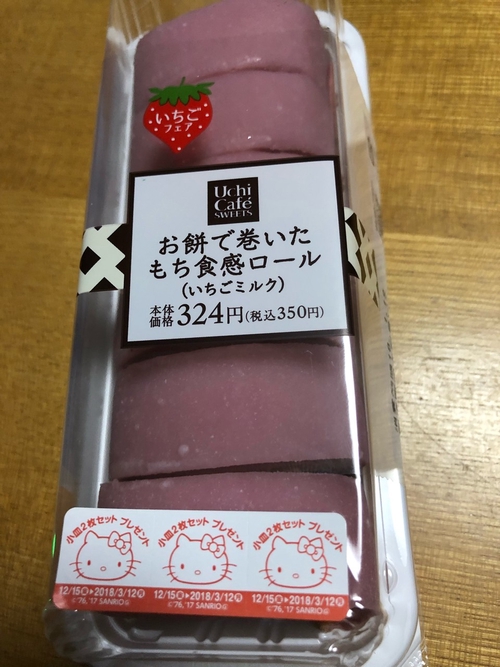 いちご
フェア
Uchi
Café
SWEETS
お餅で巻いた
もち食感ロール
(いちごミルク)
本体価格324円(税込350円)
小皿2枚セット プレゼント 小皿2枚セット プレゼント 小皿2枚セット プレゼント
12/15㊎▶2018/3/12㊊ 12/15㊎▶2018/3/12㊊ 12/15㊎▶2018/3/12㊊
©'76,'17 SANRIO ©'76,'17 SANRIO ©'76,'17 SANRIO